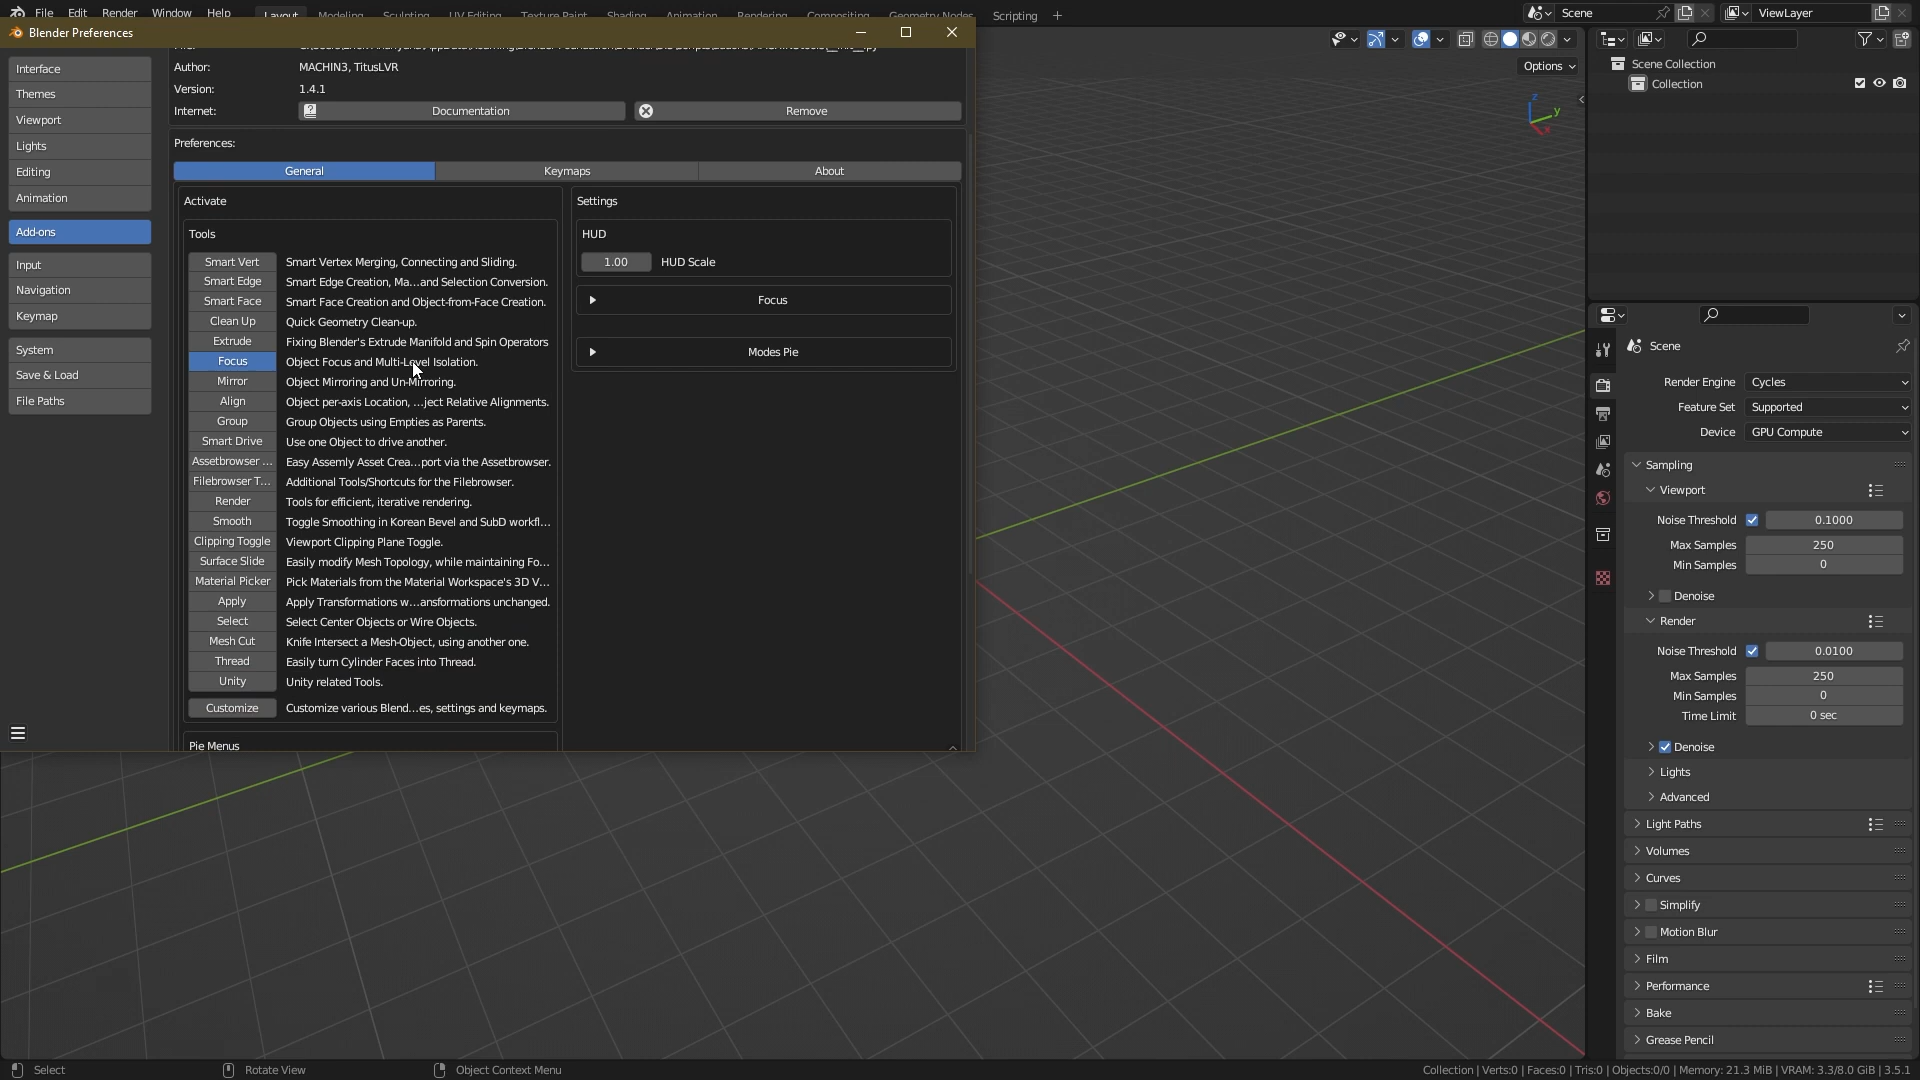 File Edit Render Window Help Layout Modeling Sculpting UV Editing Texture Paint Shading Animation Rendering Compositing Geometry Nodes Scripting Scene ViewLayer
Blender Preferences
Options
Interface
Themes
Viewport
Lights
Editing
Animation
Add-ons
Input
Navigation
Keymap
System
Save & Load
File Paths
Author: MACHIN3, TitusLVR
Version: 1.4.1
Internet: Documentation Remove
Preferences:
General Keymaps About
Activate
Tools
Smart Vert Smart Vertex Merging, Connecting and Sliding.
Smart Edge Smart Edge Creation, Ma...and Selection Conversion.
Smart Face Smart Face Creation and Object-from-Face Creation.
Clean Up Quick Geometry Clean-up.
Extrude Fixing Blender's Extrude Manifold and Spin Operators
Focus Object Focus and Multi-Level Isolation.
Mirror Object Mirroring and Un-Mirroring.
Align Object per-axis Location, ...ject Relative Alignments.
Group Group Objects using Empties as Parents.
Smart Drive Use one Object to drive another.
Assetbrowser ... Easy Assemly Asset Crea...port via the Assetbrowser.
Filebrowser T... Additional Tools/Shortcuts for the Filebrowser.
Render Tools for efficient, iterative rendering.
Smooth Toggle Smoothing in Korean Bevel and SubD workfl...
Clipping Toggle Viewport Clipping Plane Toggle.
Surface Slide Easily modify Mesh Topology, while maintaining Fo...
Material Picker Pick Materials from the Material Workspace's 3D V...
Apply Apply Transformations w...ansformations unchanged.
Select Select Center Objects or Wire Objects.
Mesh Cut Knife Intersect a Mesh-Object, using another one.
Thread Easily turn Cylinder Faces into Thread.
Unity Unity related Tools.
Customize Customize various Blend...es, settings and keymaps.
Pie Menus
Settings
HUD
1.00 HUD Scale
Focus
Modes Pie
Z
Y
X
Scene Collection
Collection
Scene
Render Engine Cycles
Feature Set Supported
Device GPU Compute
Sampling
Viewport
Noise Threshold 0.1000
Max Samples 250
Min Samples 0
Denoise
Render
Noise Threshold 0.0100
Max Samples 250
Min Samples 0
Time Limit 0 sec
Denoise
Lights
Advanced
Light Paths
Volumes
Curves
Simplify
Motion Blur
Film
Performance
Bake
Grease Pencil
Select Rotate View Object Context Menu Collection | Verts:0 | Faces:0 | Tris:0 | Objects:0/0 | Memory: 21.3 MiB | VRAM: 3.3/8.0 GiB | 3.5.1